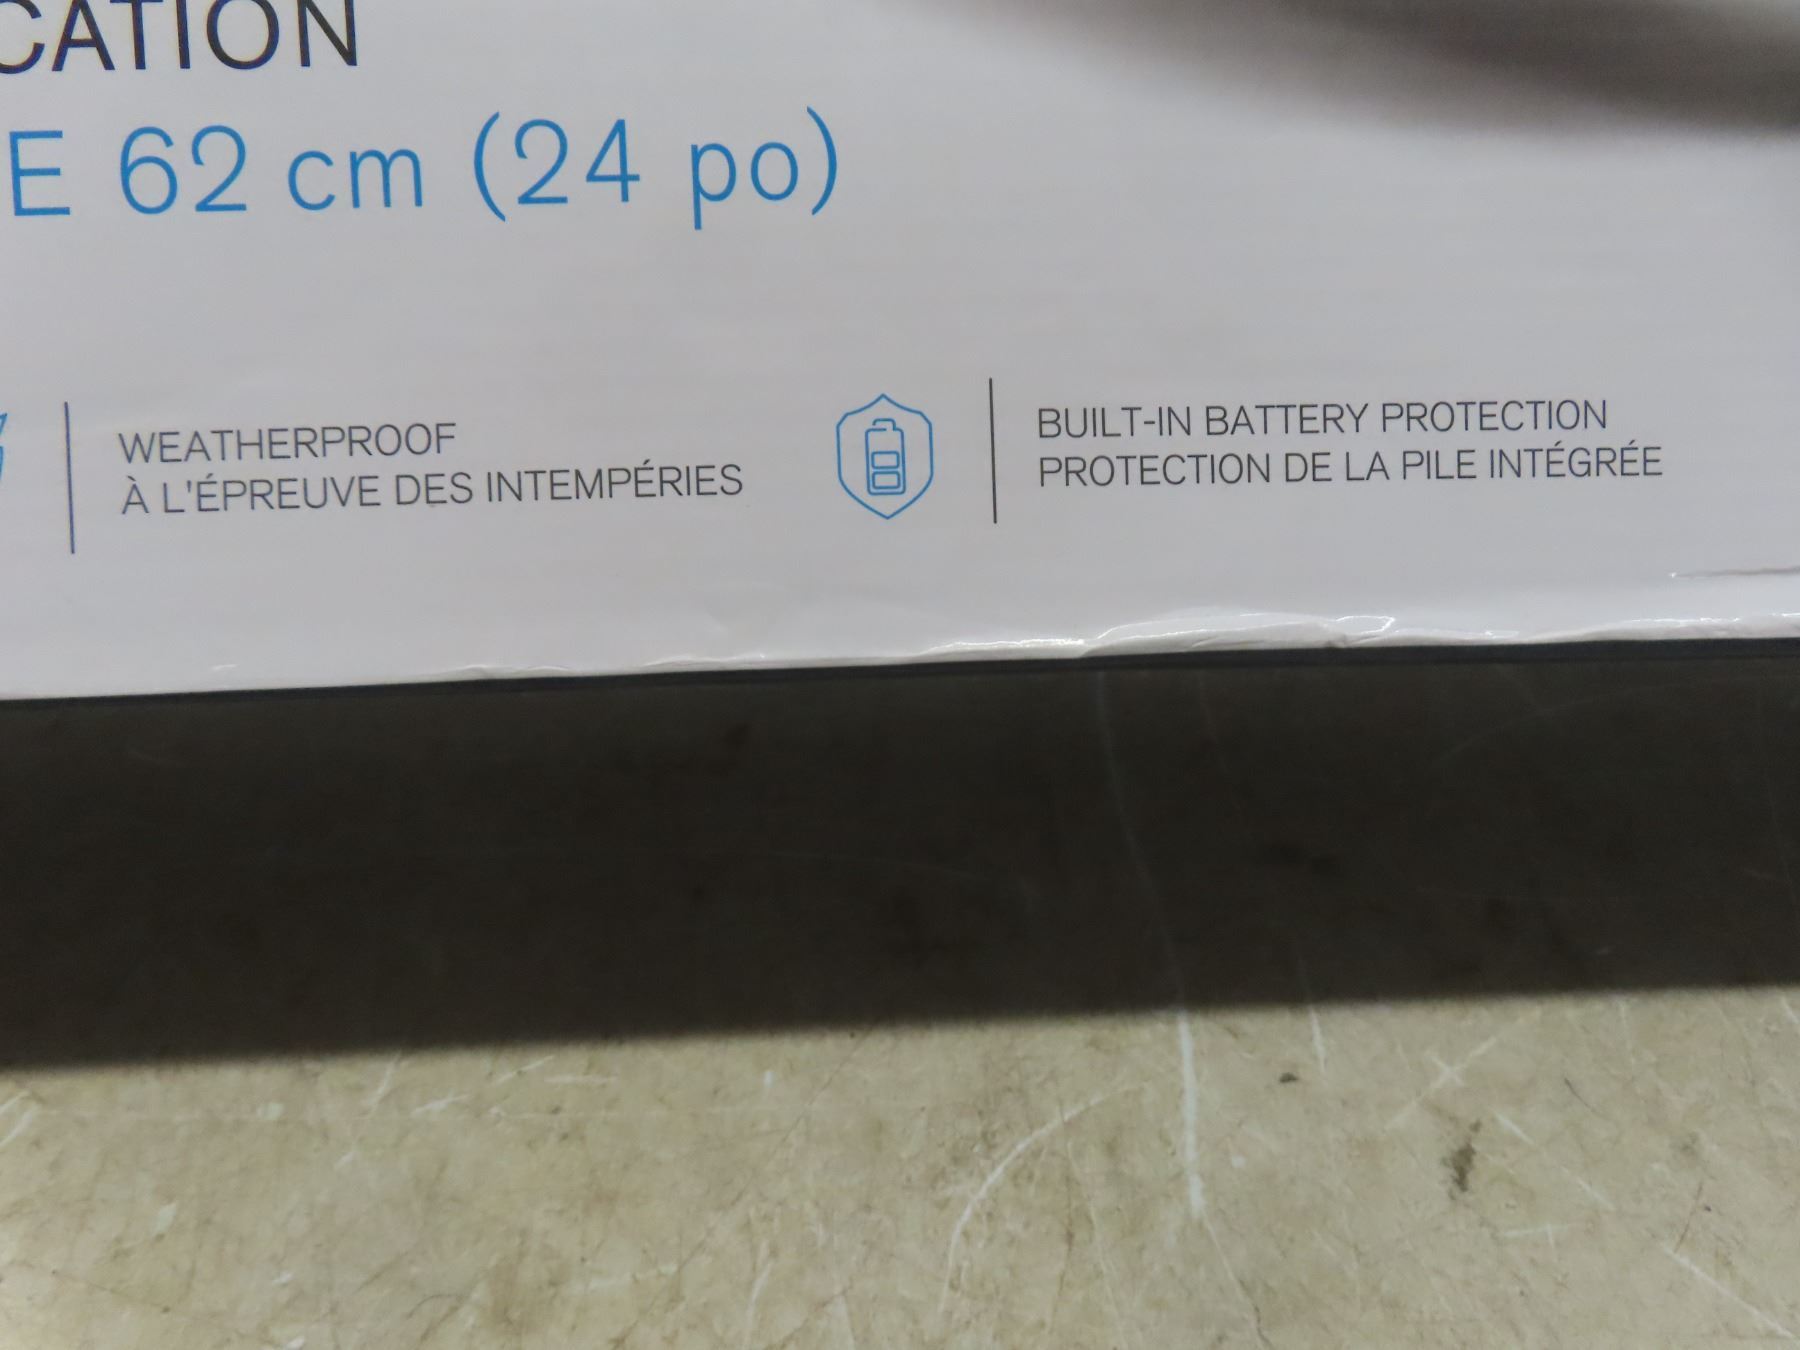 CATION
E 62 cm (24 po)
WEATHERPROOF
À L'ÉPREUVE DES INTEMPÉRIES
BUILT-IN BATTERY PROTECTION
PROTECTION DE LA PILE INTÉGRÉE